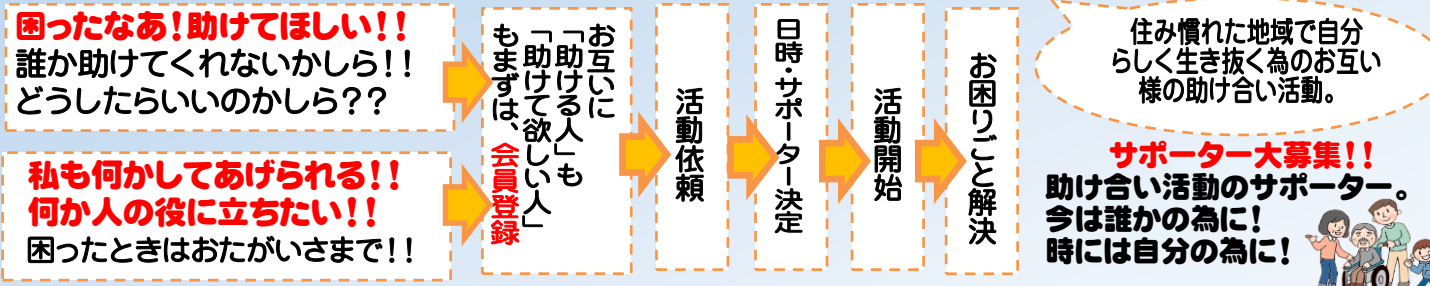 困ったなあ!助けてほしい!!
誰か助けてくれないかしら!!
どうしたらいいのかしら??
私も何かしてあげられる!!
何か人の役に立ちたい!!
困ったときはおたがいさまで!!
お互いに
「助ける人」も
「助けて欲しい人」
もまずは、会員登録
活動依頼
日時・サポーター決定
活動開始
お困りごと解決
住み慣れた地域で自分
らしく生き抜く為のお互い
様の助け合い活動。
サポーター大募集!!
助け合い活動のサポーター。
今は誰かの為に!
時には自分の為に!